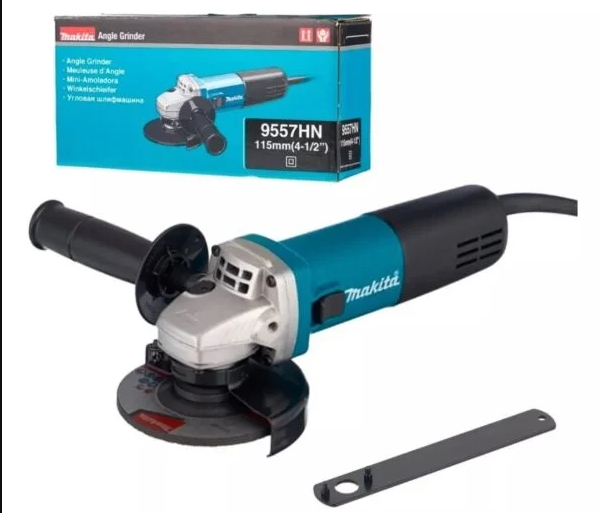 Makita Angle Grinder
· Angle Grinder
· Meuleuse d'Angle
· Mini-Amoladora
· Winkelschleifer
· Угловая шлифмашина
Makita
9557HN
115mm(4-1/2")
9557HN
115mm(4-1/2")
Makita®